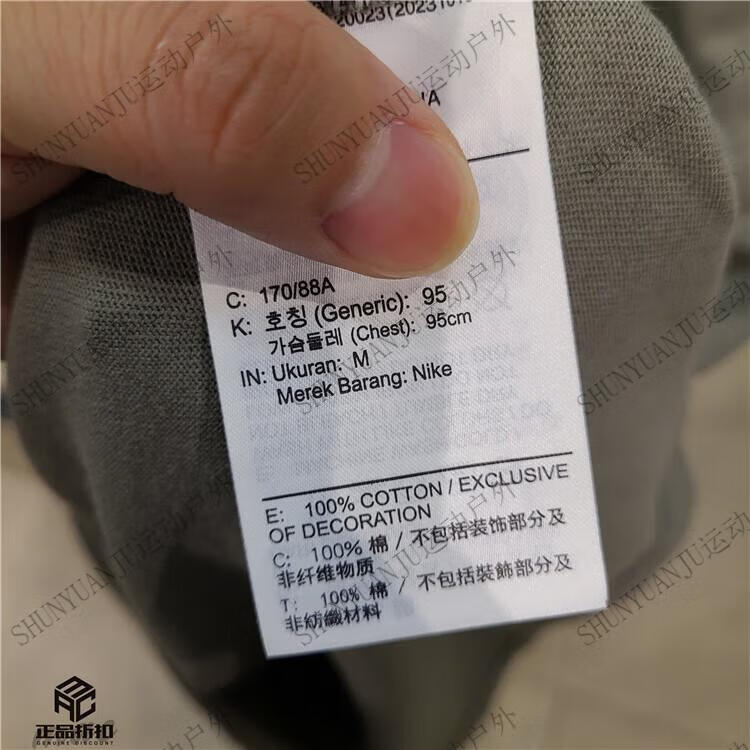 C: 170/88A
K: 호칭 (Generic): 95
가슴둘레 (Chest): 95cm
IN: Ukuran: M
Merek Barang: Nike
E: 100% COTTON / EXCLUSIVE
OF DECORATION
C: 100% 棉 / 不包括装饰部分及
非纤维物质
T: 100% 棉 / 不包括裝飾部分及
非紡織材料
SHUNYUANJU运动户外
正品折扣
GENUINE DISCOUNT